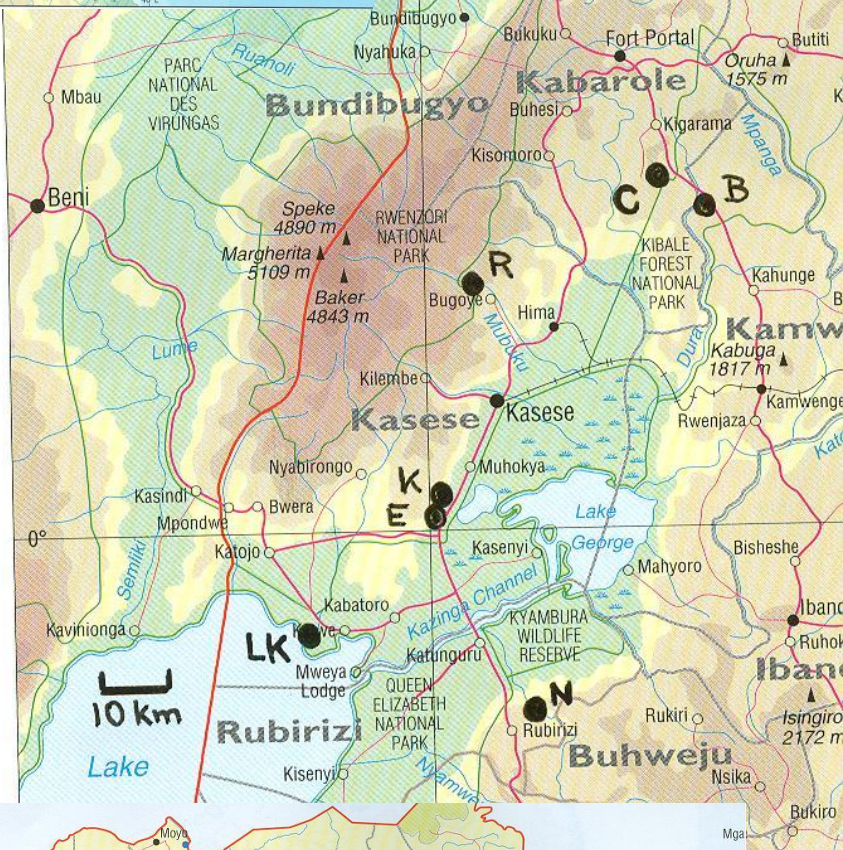 Bundibugyo
Bukuku
Fort Portal
Butiti
Nyahuka
Oruha
1575 m
Ruanoli
PARC
NATIONAL
DES
VIRUNGAS
Kabarole
Mbau
Bundibugyo
Buhesi
Kigarama
Mpanga
Kisomoro
C
B
Beni
Speke
4890 m
RWENZORI
NATIONAL
PARK
Margherita
5109 m
KIBALE
FOREST
NATIONAL
PARK
R
Baker
4843 m
Bugoye
Kahunge
Hima
Mubuku
Dura
Kamw
Lume
Kabuga
1817 m
Kilembe
Kasese
Kasese
Kamwenge
Rwenjaza
Nyabirongo
Muhokya
K
Kasindi
Bwera
Mpondwe
E
Lake
George
0°
Katojo
Kasenyi
Bisheshe
Semliki
Mahyoro
Kabatoro
Kazinga Channel
KYAMBURA
WILDLIFE
RESERVE
Kavinionga
LK
Katunguru
Ruhok
Mweya
Lodge
10 km
QUEEN
ELIZABETH
NATIONAL
PARK
N
Rubirizi
Rubirizi
Rukiri
Isingiro
2172 m
Buhweju
Lake
Kisenyi
Nyamwe
Nsika
Bukiro
Moyo
Mga